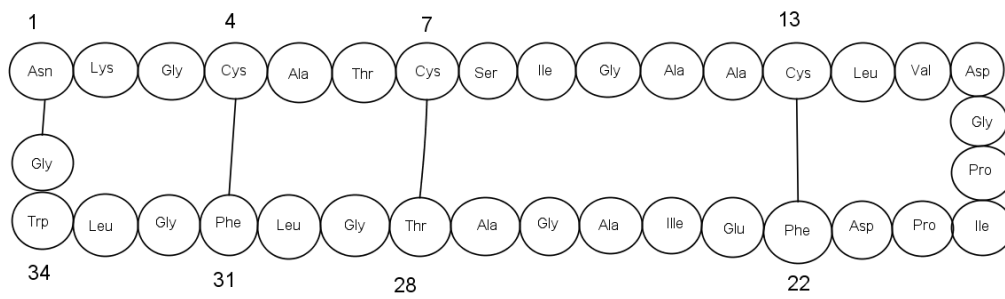 1 4 7 13
Asn Lys Gly Cys Ala Thr Cys Ser Ile Gly Ala Ala Cys Leu Val Asp
Gly
Gly
Pro
Trp Leu Gly Phe Leu Gly Thr Ala Gly Ala Ille Glu Phe Asp Pro Ile
34 31 28 22